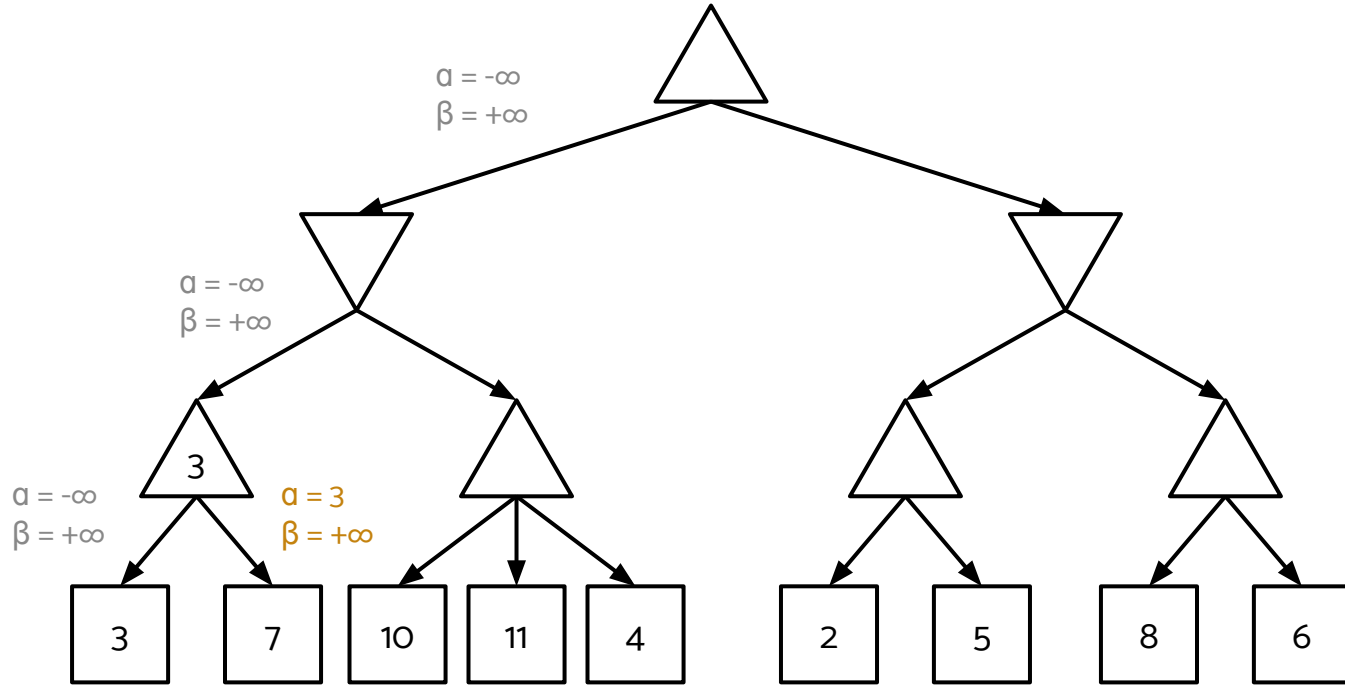 α = -∞
β = +∞
α = -∞
β = +∞
3
α = -∞
β = +∞
α = 3
β = +∞
3
7
10
11
4
2
5
8
6